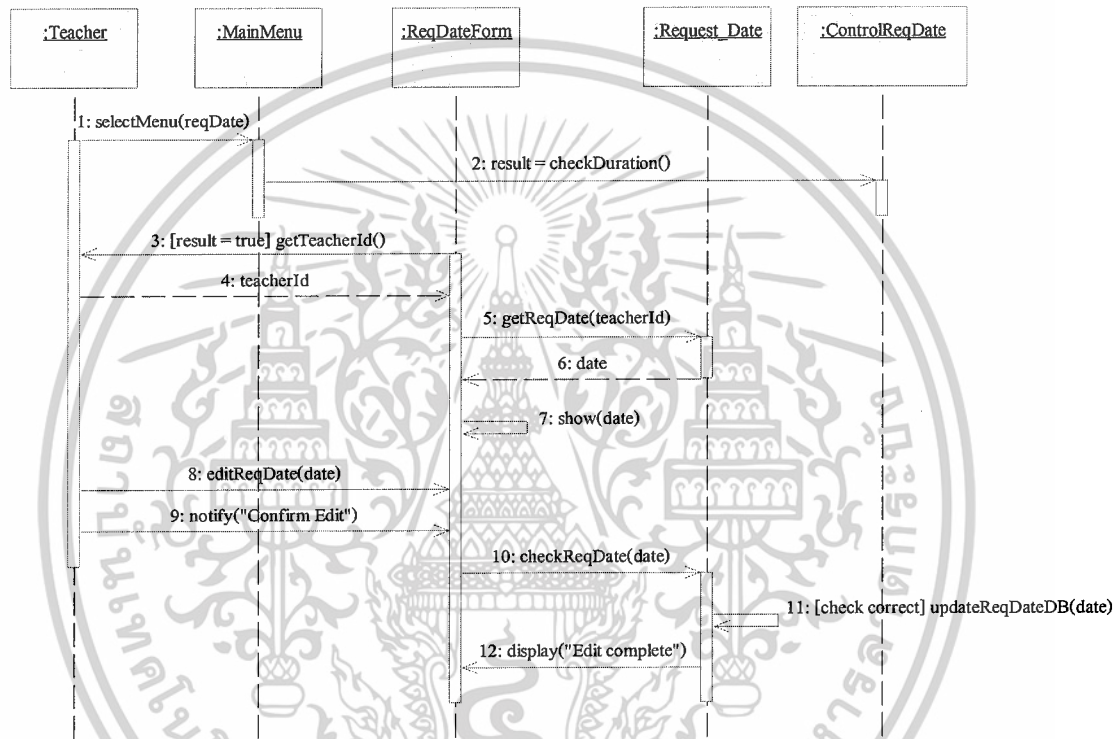 :Teacher
:MainMenu
:ReqDateForm
:Request_Date
:ControlReqDate
1: selectMenu(reqDate)
2: result = checkDuration()
3: [result = true] getTeacherId()
4: teacherId
5: getReqDate(teacherId)
6: date
7: show(date)
8: editReqDate(date)
9: notify("Confirm Edit")
10: checkReqDate(date)
11: [check correct] updateReqDateDB(date)
12: display("Edit complete")